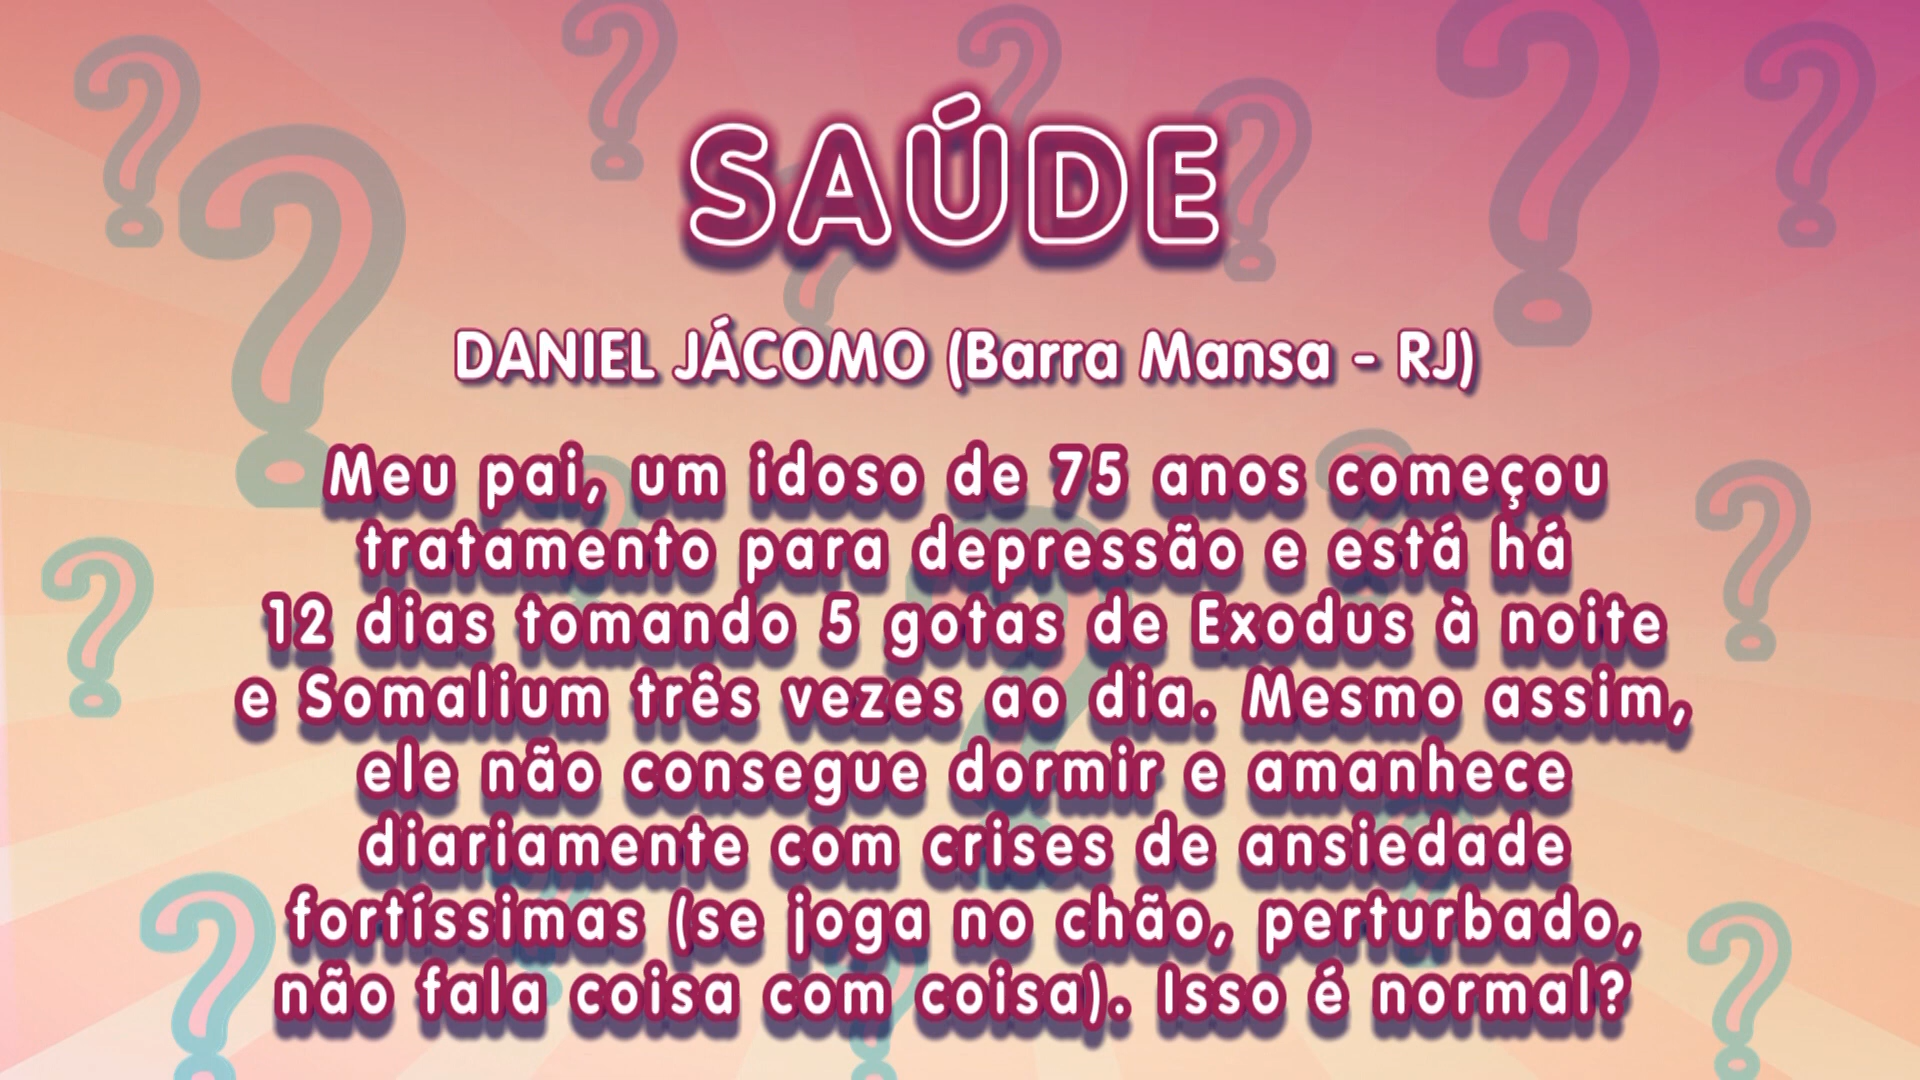 SAÚDE
DANIEL JÁCOMO (Barra Mansa - RJ)
Meu pai, um idoso de 75 anos começou
tratamento para depressão e está há
12 dias tomando 5 gotas de Exodus à noite
e Somalium três vezes ao dia. Mesmo assim,
ele não consegue dormir e amanhece
diariamente com crises de ansiedade
fortíssimas (se joga no chão, perturbado,
não fala coisa com coisa). Isso é normal?